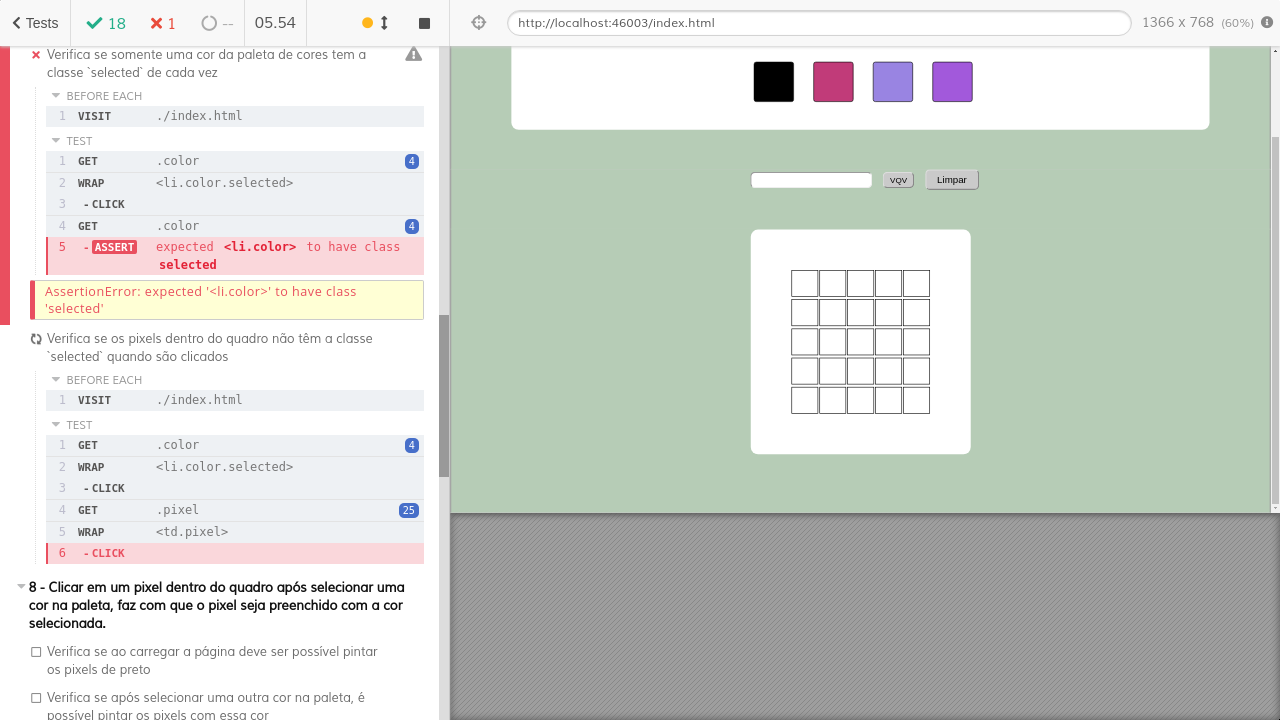 Tests 18 1 -- 05.54
http://localhost:46003/index.html 1366 x 768 (60%)
Verifica se somente uma cor da paleta de cores tem a
classe `selected` de cada vez
BEFORE EACH
1 VISIT ./index.html
TEST
1 GET .color 4
2 WRAP <li.color.selected>
3 -CLICK
4 GET .color 4
5 -ASSERT expected <li.color> to have class
selected
AssertionError: expected '<li.color>' to have class
'selected'
Verifica se os pixels dentro do quadro não têm a classe
`selected` quando são clicados
BEFORE EACH
1 VISIT ./index.html
TEST
1 GET .color 4
2 WRAP <li.color.selected>
3 -CLICK
4 GET .pixel 25
5 WRAP <td.pixel>
6 -CLICK
8 - Clicar em um pixel dentro do quadro após selecionar uma
cor na paleta, faz com que o pixel seja preenchido com a cor
selecionada.
Verifica se ao carregar a página deve ser possível pintar
os pixels de preto
Verifica se após selecionar uma outra cor na paleta, é
possível pintar os pixels com essa cor
VQV Limpar